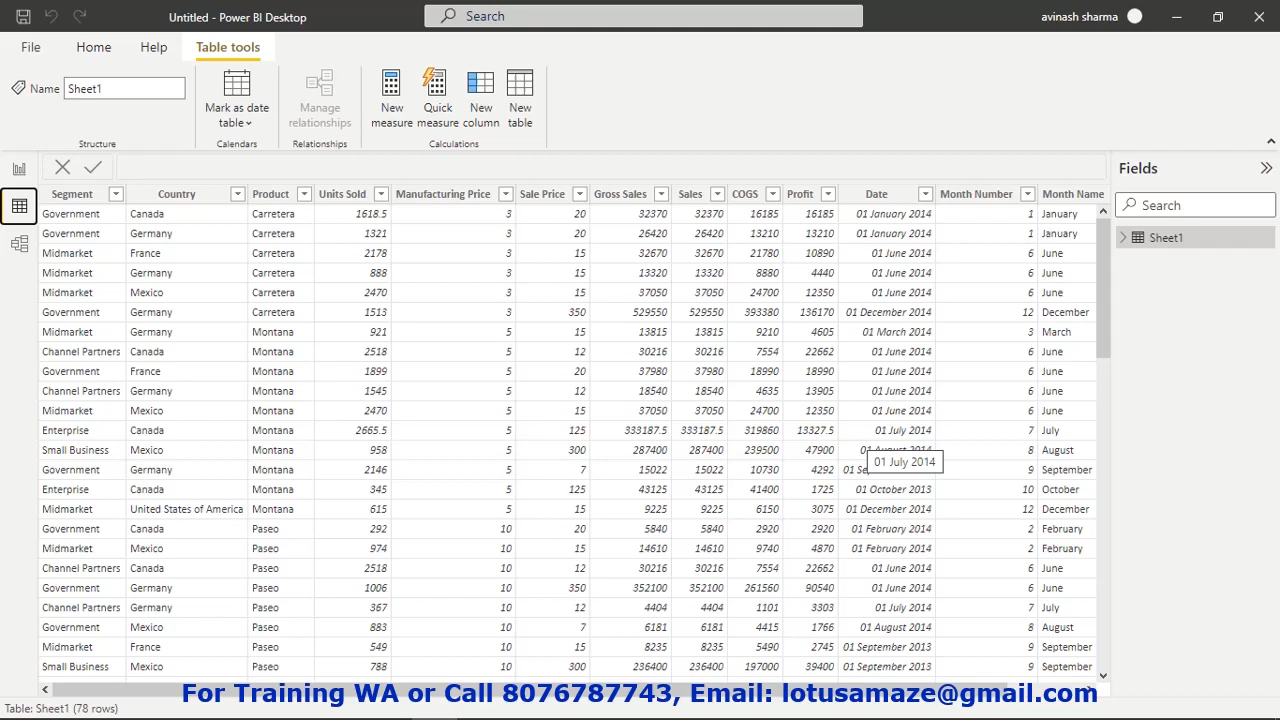 Untitled - Power BI Desktop
Search
avinash sharma
File
Home
Help
Table tools
Name
Sheet1
Mark as date table
Manage relationships
New measure
Quick measure
New column
New table
Structure
Calendars
Relationships
Calculations
Fields
Search
Sheet1
Segment Country Product Units Sold Manufacturing Price Sale Price Gross Sales Sales COGS Profit Date Month Number Month Name
Government Canada Carretera 1618.5 3 20 32370 32370 16185 16185 01 January 2014 1 January
Government Germany Carretera 1321 3 20 26420 26420 13210 13210 01 January 2014 1 January
Midmarket France Carretera 2178 3 15 32670 32670 21780 10890 01 June 2014 6 June
Midmarket Germany Carretera 888 3 15 13320 13320 8880 4440 01 June 2014 6 June
Midmarket Mexico Carretera 2470 3 15 37050 37050 24700 12350 01 June 2014 6 June
Government Germany Carretera 1513 3 350 529550 529550 393380 136170 01 December 2014 12 December
Midmarket Germany Montana 921 5 15 13815 13815 9210 4605 01 March 2014 3 March
Channel Partners Canada Montana 2518 5 12 30216 30216 7554 22662 01 June 2014 6 June
Government France Montana 1899 5 20 37980 37980 18990 18990 01 June 2014 6 June
Channel Partners Germany Montana 1545 5 12 18540 18540 4635 13905 01 June 2014 6 June
Midmarket Mexico Montana 2470 5 15 37050 37050 24700 12350 01 June 2014 6 June
Enterprise Canada Montana 2665.5 5 125 333187.5 333187.5 319860 13327.5 01 July 2014 7 July
Small Business Mexico Montana 958 5 300 287400 287400 239500 47900 01 August 2014 8 August
01 July 2014
Government Germany Montana 2146 5 7 15022 15022 10730 4292 01 Se 9 September
Enterprise Canada Montana 345 5 125 43125 43125 41400 1725 01 October 2013 10 October
Midmarket United States of America Montana 615 5 15 9225 9225 6150 3075 01 December 2014 12 December
Government Canada Paseo 292 10 20 5840 5840 2920 2920 01 February 2014 2 February
Midmarket Mexico Paseo 974 10 15 14610 14610 9740 4870 01 February 2014 2 February
Channel Partners Canada Paseo 2518 10 12 30216 30216 7554 22662 01 June 2014 6 June
Government Germany Paseo 1006 10 350 352100 352100 261560 90540 01 June 2014 6 June
Channel Partners Germany Paseo 367 10 12 4404 4404 1101 3303 01 July 2014 7 July
Government Mexico Paseo 883 10 7 6181 6181 4415 1766 01 August 2014 8 August
Midmarket France Paseo 549 10 15 8235 8235 5490 2745 01 September 2013 9 September
Small Business Mexico Paseo 788 10 300 236400 236400 197000 39400 01 September 2013 9 September
For Training WA or Call 8076787743, Email: lotusamaze@gmail.com
Table: Sheet1 (78 rows)